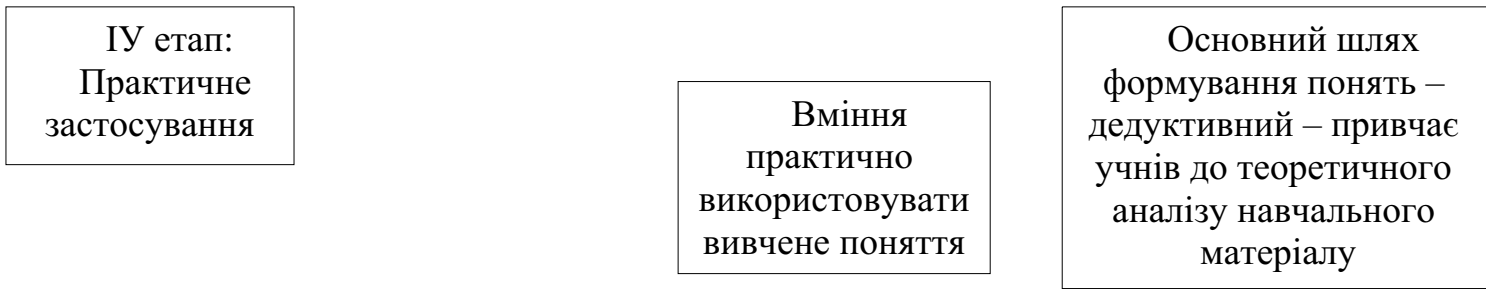 ІУ етап:
Практичне
застосування
Вміння
практично
використовувати
вивчене поняття
Основний шлях
формування понять –
дедуктивний – привчає
учнів до теоретичного
аналізу навчального
матеріалу